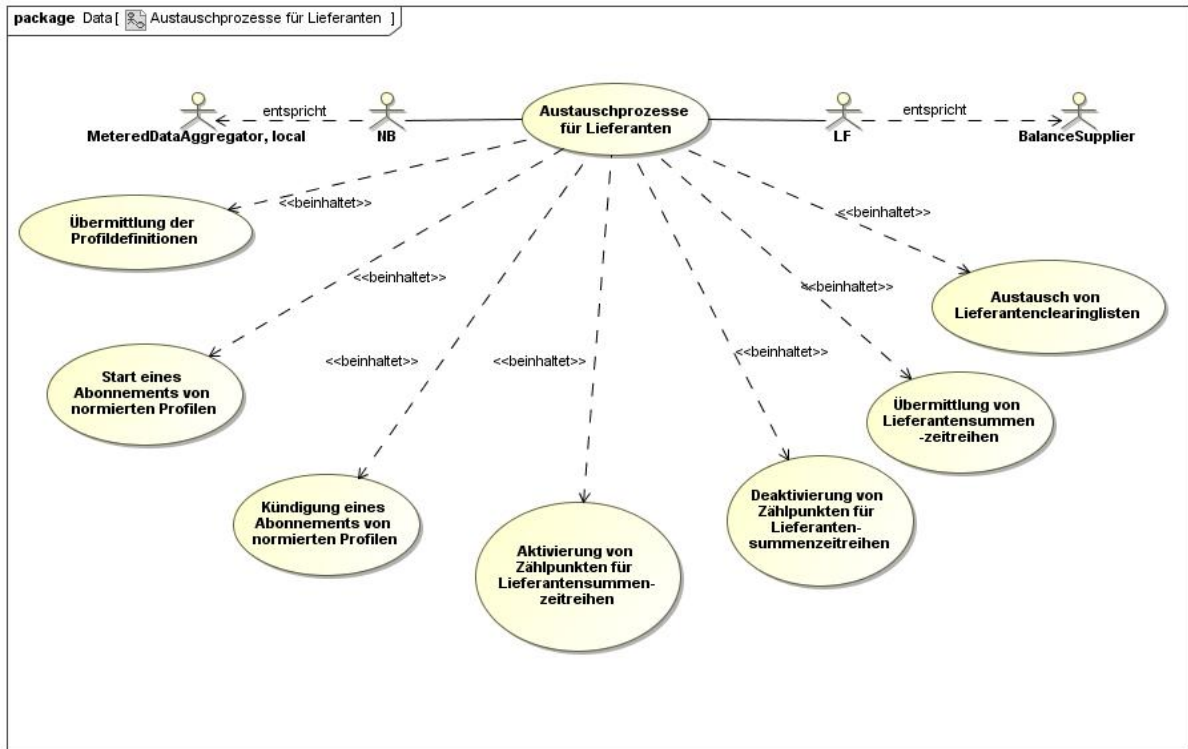 package Data [ Austauschprozesse für Lieferanten ]
entspricht
entspricht
MeteredDataAggregator, local
NB
Austauschprozesse
für Lieferanten
LF
BalanceSupplier
<<beinhaltet>>
<<beinhaltet>>
<<beinhaltet>>
<<beinhaltet>>
<<beinhaltet>>
<<beinhaltet>>
<<beinhaltet>>
Übermittlung der
Profildefinitionen
Austausch von
Lieferantenclearinglisten
Start eines
Abonnements von
normierten Profilen
Übermittlung von
Lieferantensummen
-zeitreihen
Kündigung eines
Abonnements von
normierten Profilen
Deaktivierung von
Zählpunkten für
Lieferanten-
summenzeitreihen
Aktivierung von
Zählpunkten für
Lieferantensummen-
zeitreihen